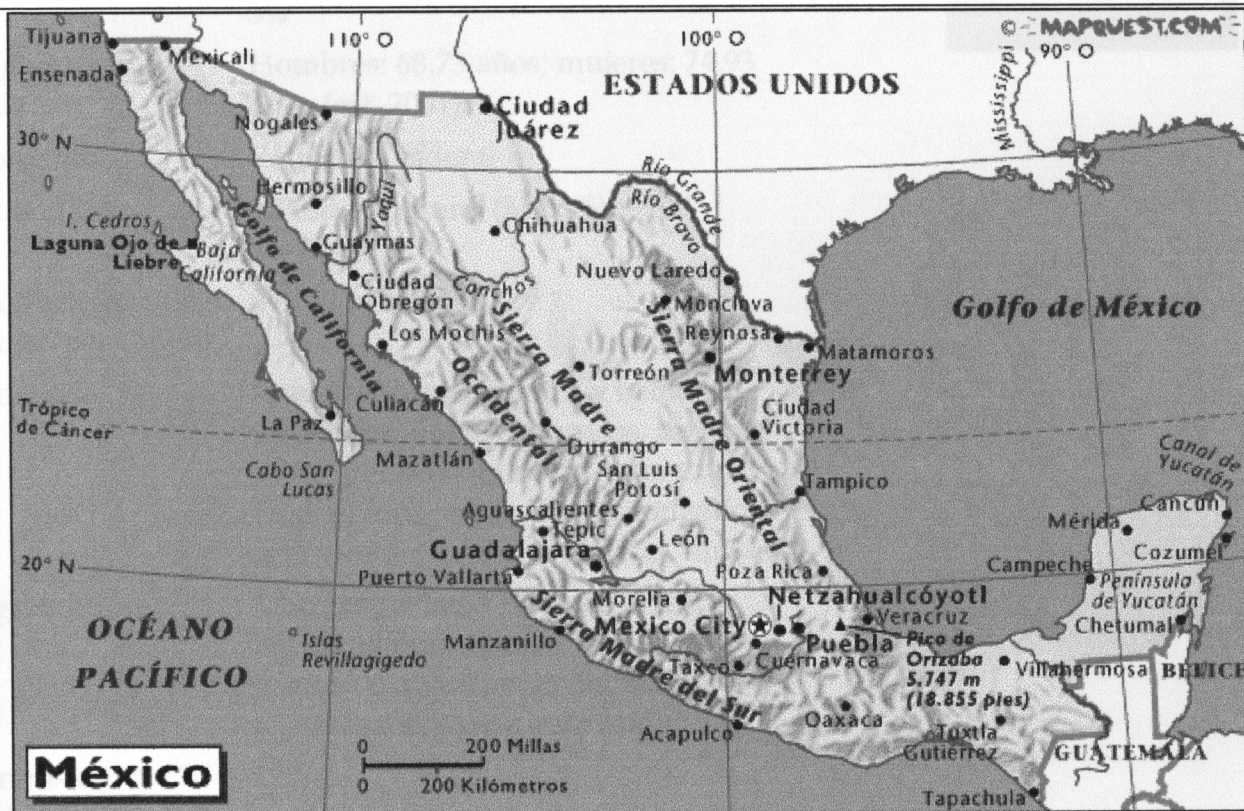 © MAPQUEST.COM™
Tijuana
Mexicali
Ensenada
110° O
100° O
90° O
ESTADOS UNIDOS
Mississippi
Nogales
Ciudad
Juárez
30° N
Hermosillo
Yaqui
Río Grande
Río Bravo
Chihuahua
I. Cedros
Laguna Ojo de
Liebre
Baja
California
Golfo de California
Guaymas
Ciudad
Obregón
Conchos
Nuevo Laredo
Monclova
Golfo de México
Los Mochis
Reynosa
Matamoros
Sierra Madre
Occidental
Sierra Madre Oriental
Torreón
Monterrey
Trópico
de Cáncer
La Paz
Culiacán
Ciudad
Victoria
Durango
Mazatlán
Cabo San
Lucas
San Luis
Potosí
Tampico
Canal de
Yucatán
Cancún
Aguascalientes
Tepic
Mérida
León
Guadalajara
Cozumel
20° N
Puerto Vallarta
Poza Rica
Campeche
Península
de Yucatán
Morelia
Netzahualcóyotl
Veracruz
Chetumal
OCÉANO
PACÍFICO
Islas
Revillagigedo
Manzanillo
Sierra Madre del Sur
México City
Puebla
Pico de
Orizaba
5.747 m
(18.855 pies)
Taxco
Cuernavaca
Villahermosa
BELICE
Acapulco
Oaxaca
Tuxtla
Gutiérrez
GUATEMALA
0 200 Millas
0 200 Kilómetros
México
Tapachula